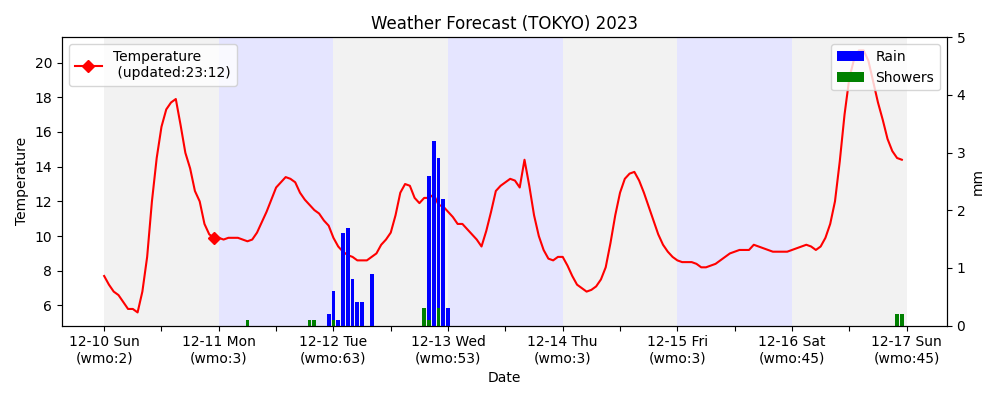 Weather Forecast (TOKYO) 2023
Temperature
(updated:23:12)
Rain
Showers
Temperature
20
18
16
14
12
10
8
6
5
4
3
2
1
0
mm
12-10 Sun
(wmo:2)
12-11 Mon
(wmo:3)
12-12 Tue
(wmo:63)
12-13 Wed
(wmo:53)
12-14 Thu
(wmo:3)
12-15 Fri
(wmo:3)
12-16 Sat
(wmo:45)
12-17 Sun
(wmo:45)
Date